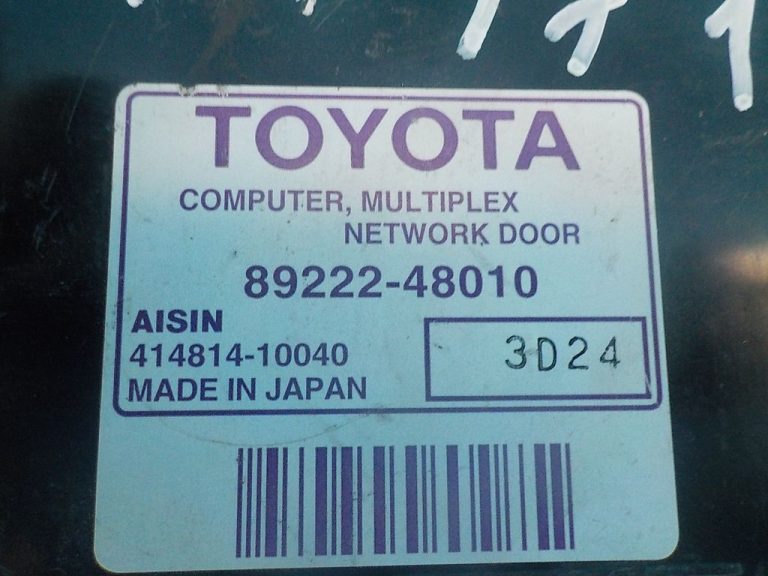 TOYOTA
COMPUTER, MULTIPLEX
NETWORK DOOR
89222-48010
AISIN
414814-10040
MADE IN JAPAN
3D24